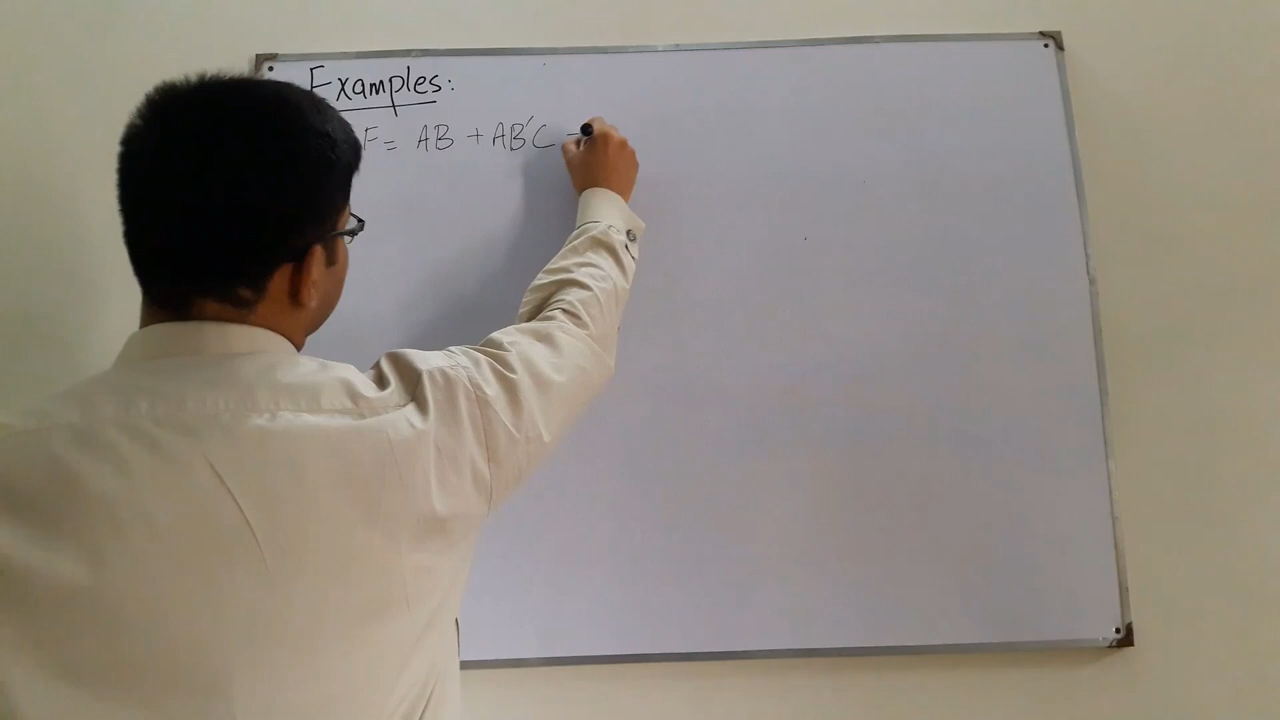 Examples:
F = AB + AB'C